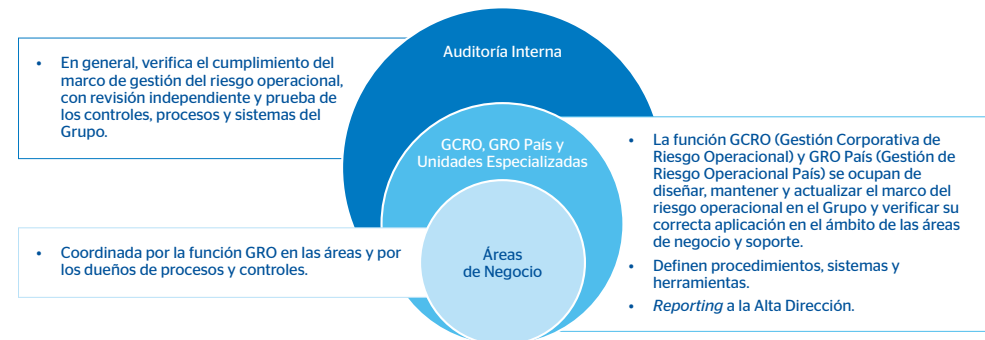 Auditoría Interna
• En general, verifica el cumplimiento del
marco de gestión del riesgo operacional,
con revisión independiente y prueba de
los controles, procesos y sistemas del
Grupo.
GCRO, GRO País y
Unidades Especializadas
• La función GCRO (Gestión Corporativa de
Riesgo Operacional) y GRO País (Gestión de
Riesgo Operacional País) se ocupan de
diseñar, mantener y actualizar el marco del
riesgo operacional en el Grupo y verificar su
correcta aplicación en el ámbito de las áreas
de negocio y soporte.
• Definen procedimientos, sistemas y
herramientas.
• Reporting a la Alta Dirección.
• Coordinada por la función GRO en las áreas y por
los dueños de procesos y controles.
Áreas
de Negocio